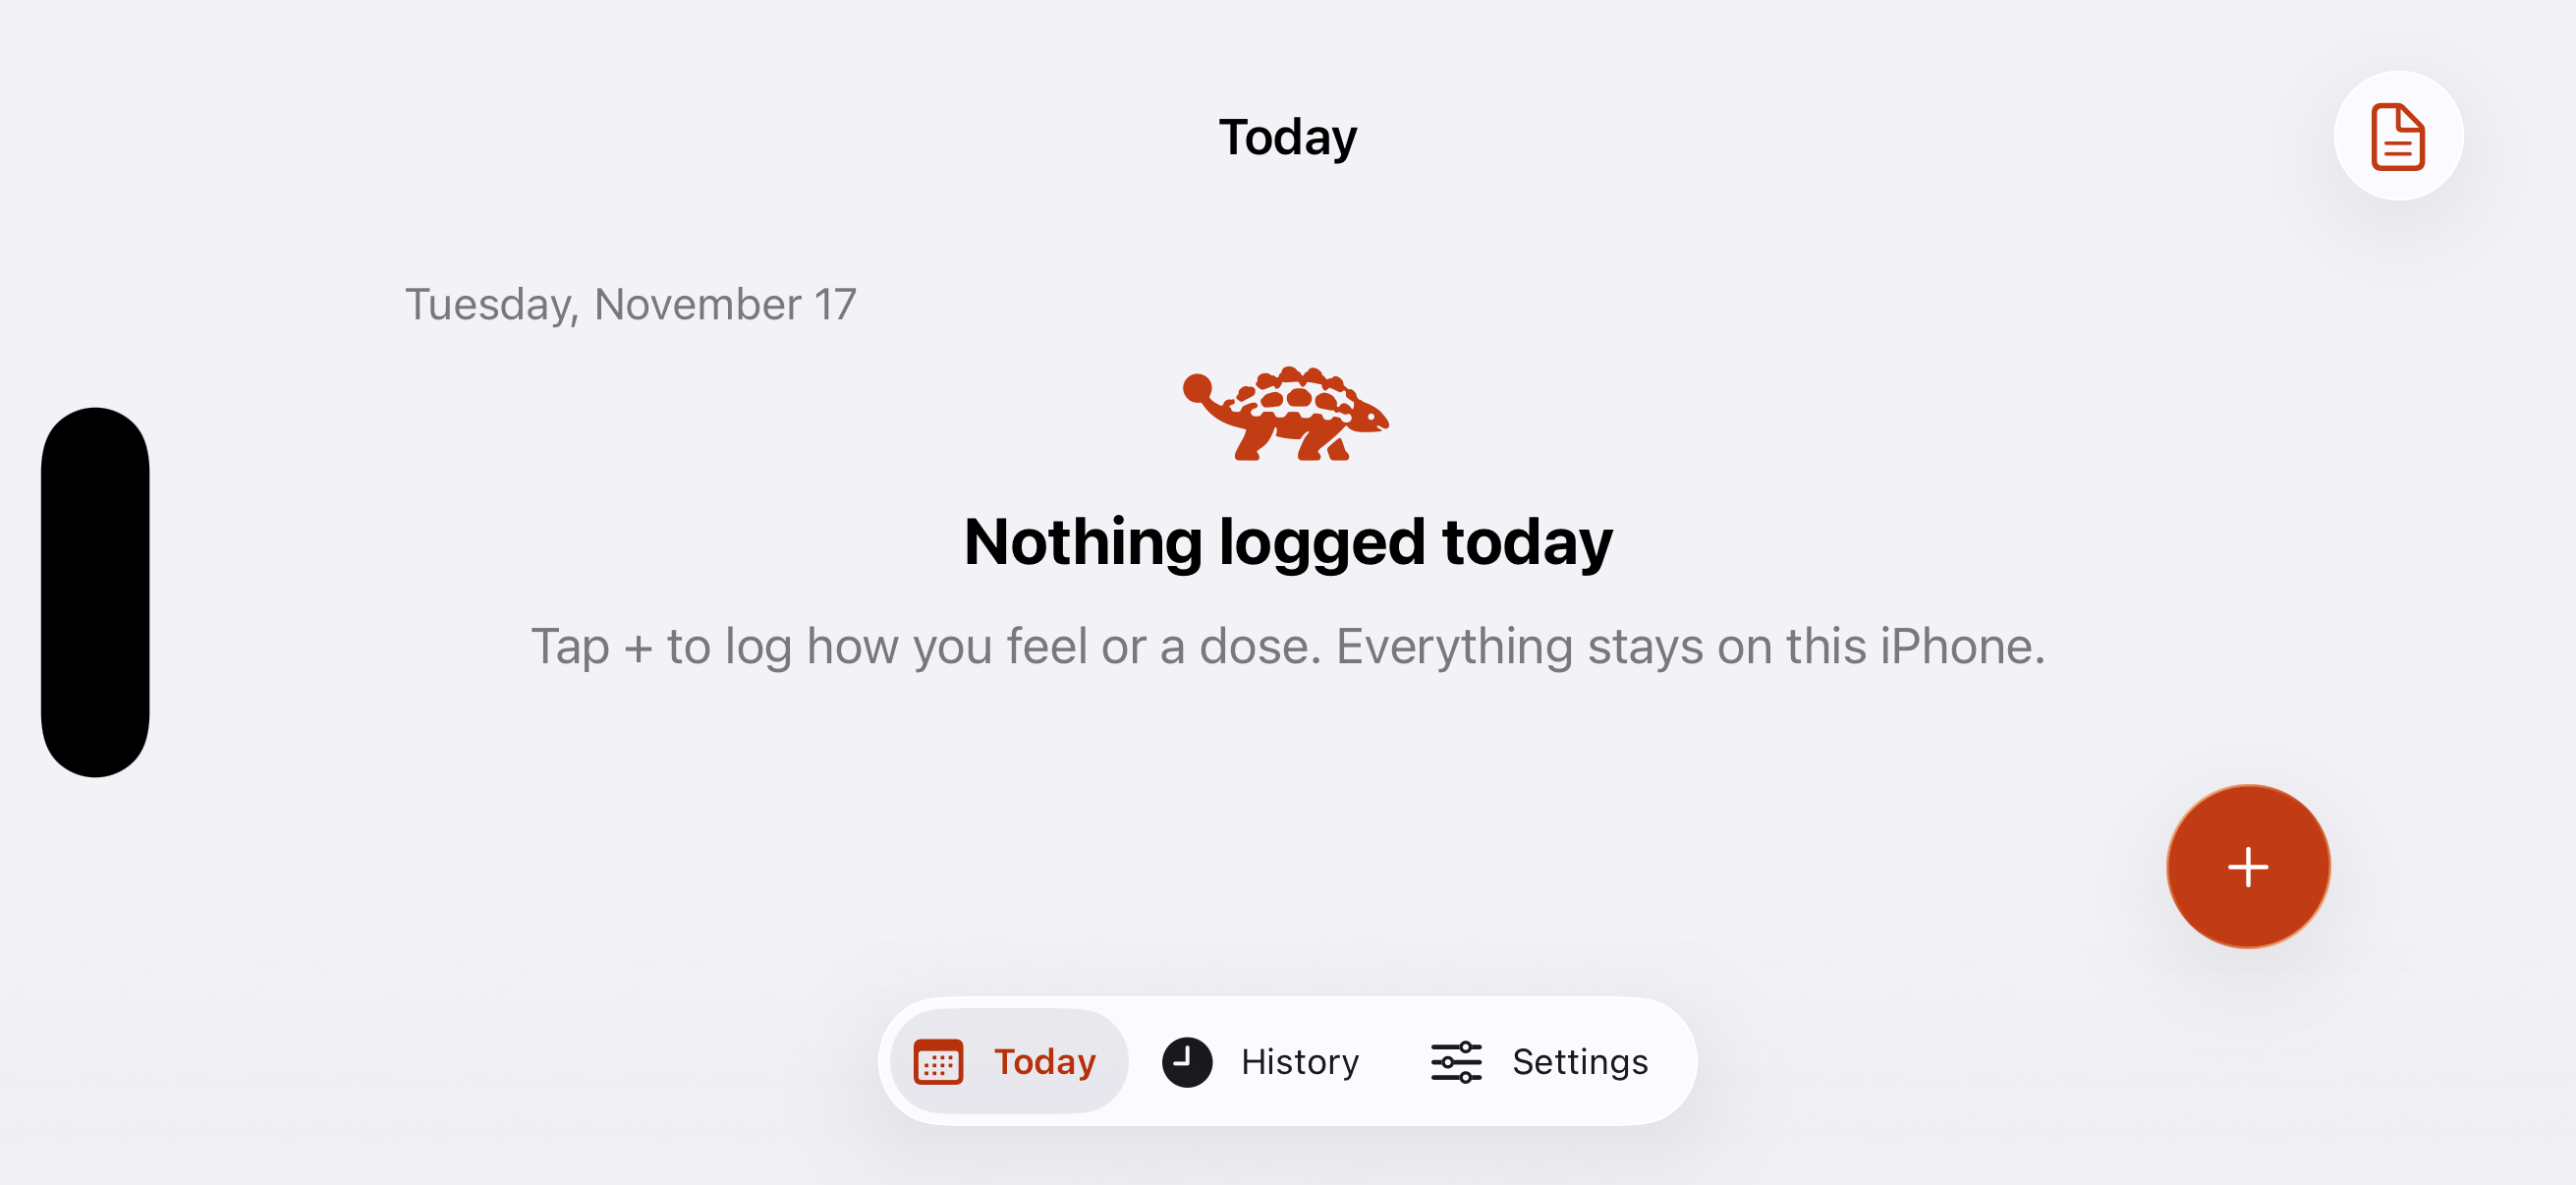 Today
Tuesday, November 17
Nothing logged today
Tap + to log how you feel or a dose. Everything stays on this iPhone.
Today
History
Settings